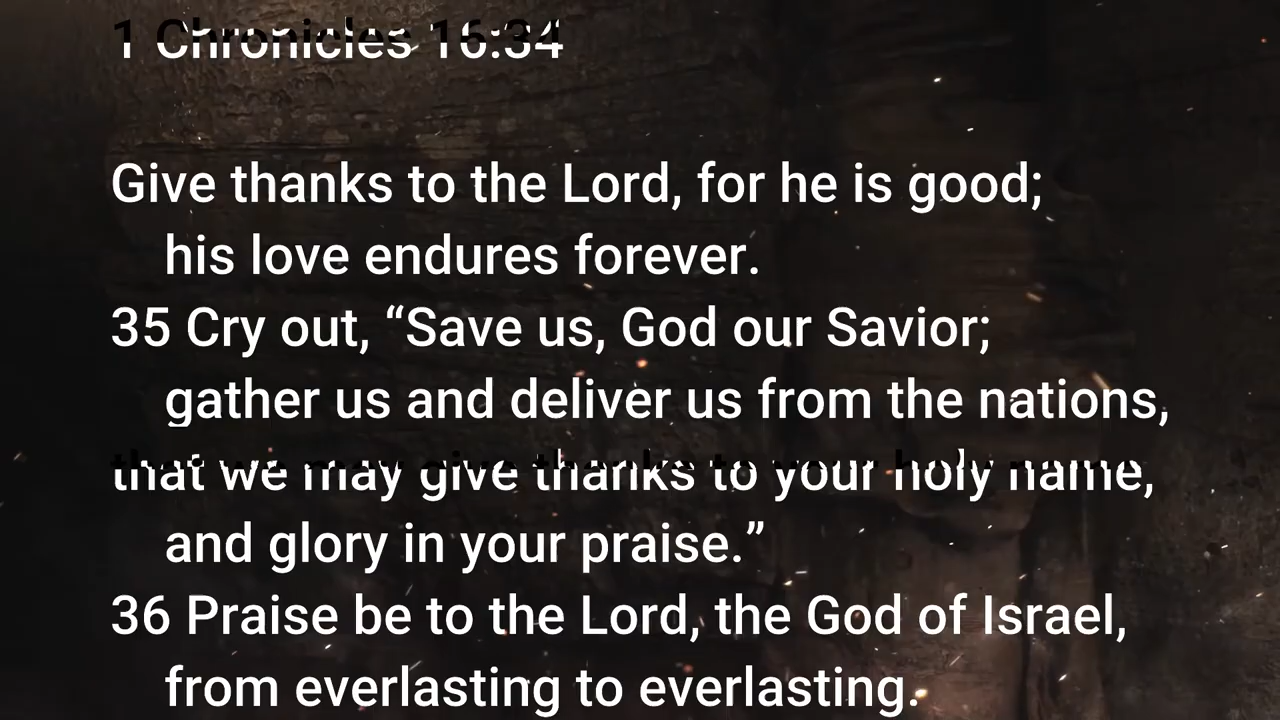 1 Chronicles 16:34
Give thanks to the Lord, for he is good;
his love endures forever.
35 Cry out, “Save us, God our Savior;
gather us and deliver us from the nations,
that we may give thanks to your holy name,
and glory in your praise.”
36 Praise be to the Lord, the God of Israel,
from everlasting to everlasting.